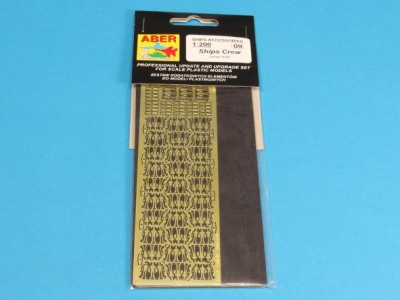 ABER
SHIPS ACCESSORIES
1:200 09
Ships Crew
PROFESSIONAL UPDATE AND UPGRADE SET
FOR SCALE PLASTIC MODELS
ZESTAW DODATKOWYCH ELEMENTÓW
DO MODELI PLASTIKOWYCH